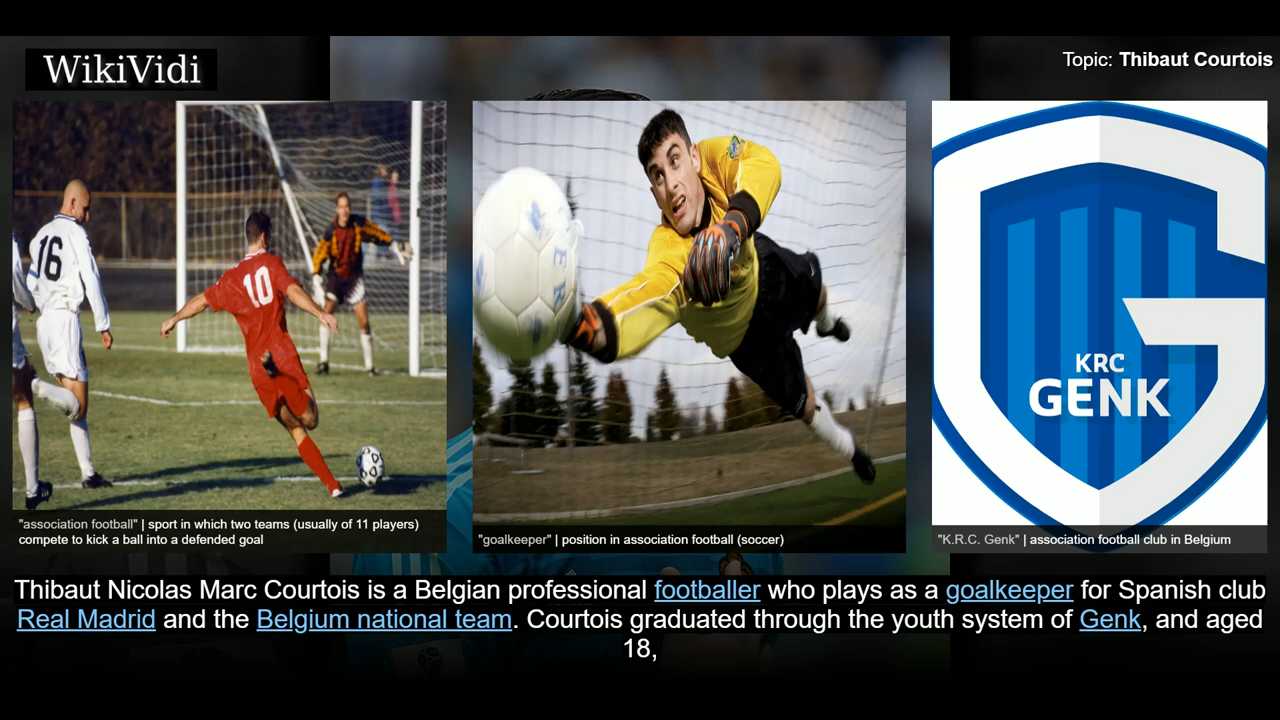 WikiVidi
Topic: Thibaut Courtois
16
10
KRC
GENK
"association football" | sport in which two teams (usually of 11 players)
compete to kick a ball into a defended goal
"goalkeeper" | position in association football (soccer)
"K.R.C. Genk" | association football club in Belgium
Thibaut Nicolas Marc Courtois is a Belgian professional footballer who plays as a goalkeeper for Spanish club
Real Madrid and the Belgium national team. Courtois graduated through the youth system of Genk, and aged
18,